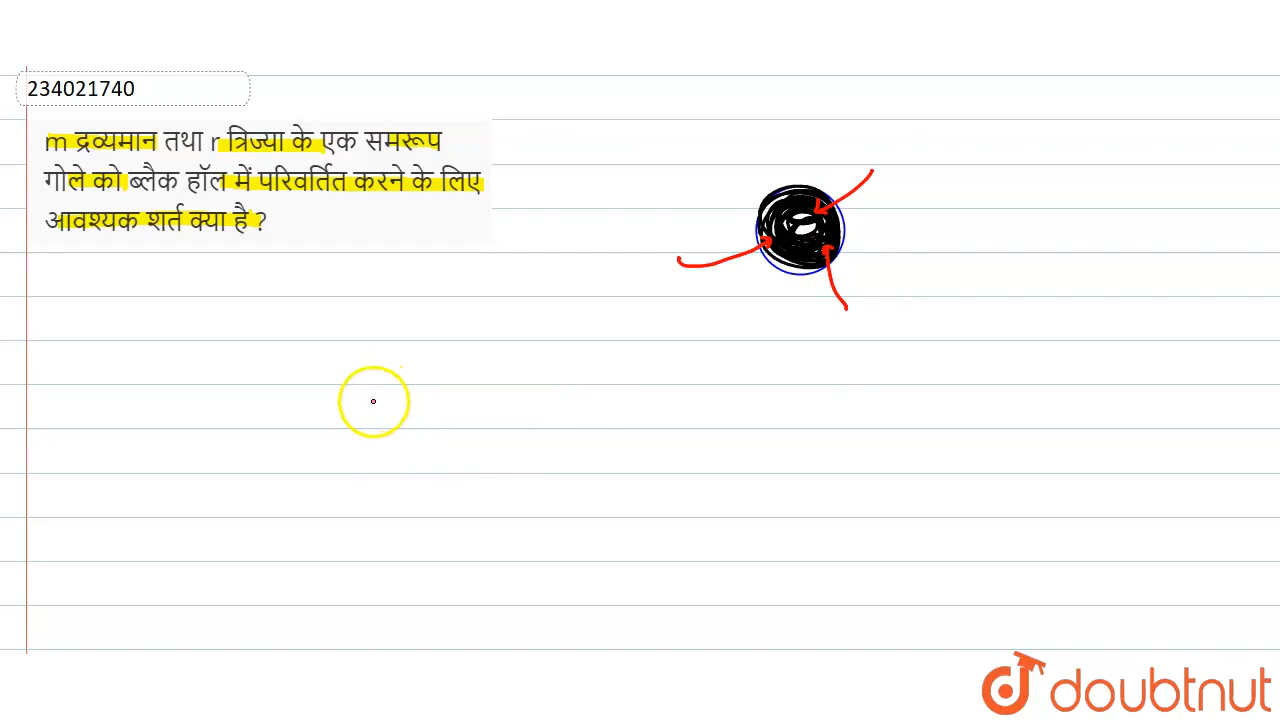 234021740
m द्रव्यमान तथा r त्रिज्या के एक समरूप
गोले को ब्लैक हॉल में परिवर्तित करने के लिए
आवश्यक शर्त क्या है ?
doubtnut